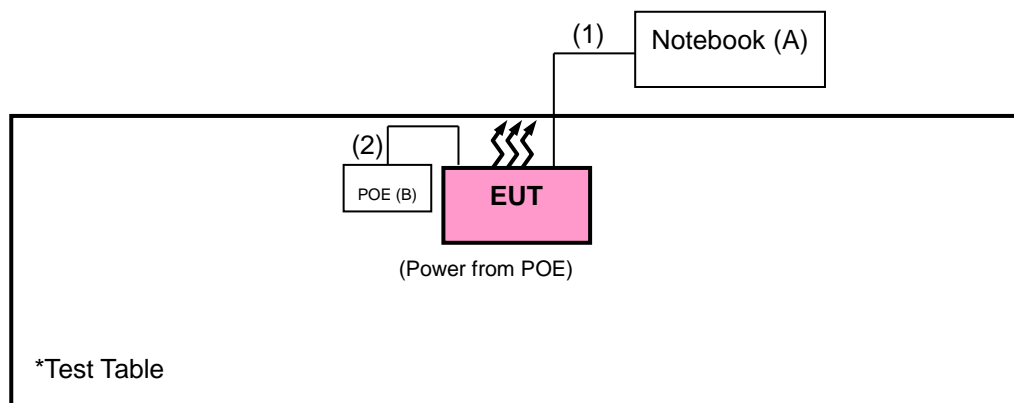 (1)
Notebook (A)
(2)
POE (B)
EUT
(Power from POE)
*Test Table